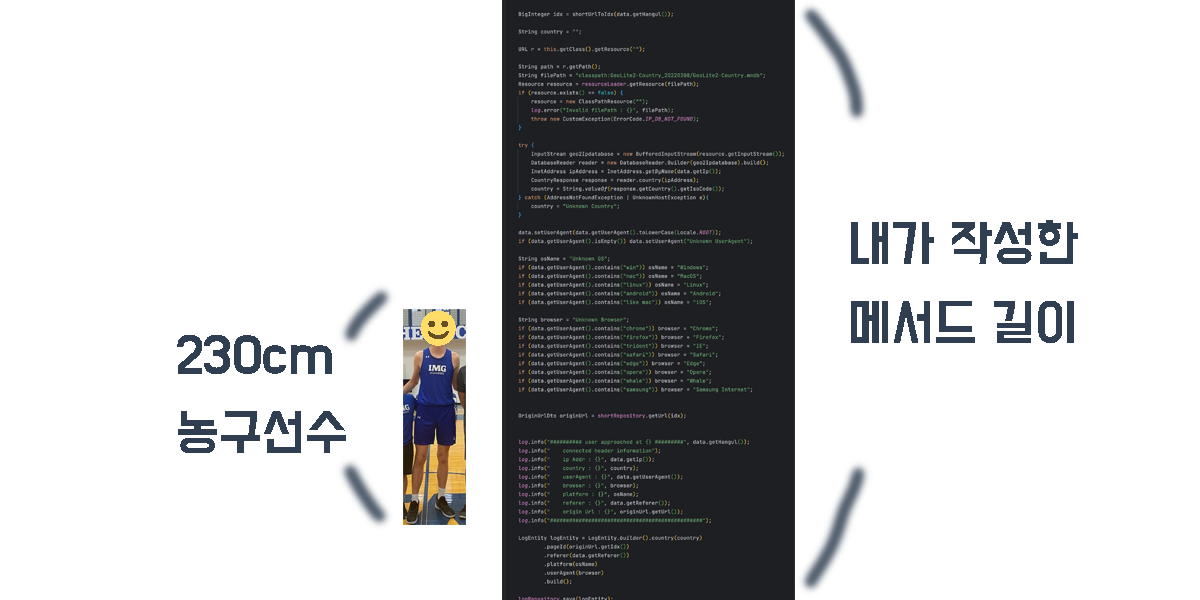 230cm
농구선수
HE
C
IMG
BigInteger idx = shortUrlToIdx(data.getHangul());
String country = "";
URL r = this.getClass().getResource("");
String path = r.getPath();
String filePath = "classpath:GeoLite2-Country_20220308/GeoLite2-Country.mmdb";
Resource resource = resourceLoader.getResource(filePath);
if (resource.exists() == false) {
resource = new ClassPathResource("");
log.error("Invalid filePath : {}", filePath);
throw new CustomException(ErrorCode.IP_DB_NOT_FOUND);
}
try {
InputStream geo2Ipdatabase = new BufferedInputStream(resource.getInputStream());
DatabaseReader reader = new DatabaseReader.Builder(geo2Ipdatabase).build();
InetAddress ipAddress = InetAddress.getByName(data.getIp());
CountryResponse response = reader.country(ipAddress);
country = String.valueOf(response.getCountry().getIsoCode());
} catch (AddressNotFoundException | UnknownHostException e){
country = "Unknown Country";
}
data.setUserAgent(data.getUserAgent().toLowerCase(Locale.ROOT));
if (data.getUserAgent().isEmpty()) data.setUserAgent("Unknown UserAgent");
String osName = "Unknown OS";
if (data.getUserAgent().contains("win")) osName = "Windows";
if (data.getUserAgent().contains("mac")) osName = "MacOS";
if (data.getUserAgent().contains("linux")) osName = "Linux";
if (data.getUserAgent().contains("android")) osName = "Android";
if (data.getUserAgent().contains("like mac")) osName = "iOS";
String browser = "Unknown Browser";
if (data.getUserAgent().contains("chrome")) browser = "Chrome";
if (data.getUserAgent().contains("firefox")) browser = "Firefox";
if (data.getUserAgent().contains("trident")) browser = "IE";
if (data.getUserAgent().contains("safari")) browser = "Safari";
if (data.getUserAgent().contains("edge")) browser = "Edge";
if (data.getUserAgent().contains("opera")) browser = "Opera";
if (data.getUserAgent().contains("whale")) browser = "Whale";
if (data.getUserAgent().contains("samsung")) browser = "Samsung Internet";
OriginUrlDto originUrl = shortRepository.getUrl(idx);
log.info("########## user approached at {} #########", data.getHangul());
log.info("    connected header information");
log.info("    ip Addr : {}", data.getIp());
log.info("    country : {}", country);
log.info("    userAgent : {}", data.getUserAgent());
log.info("    browser : {}", browser);
log.info("    platform : {}", osName);
log.info("    referer : {}", data.getReferer());
log.info("    origin Url : {}", originUrl.getUrl());
log.info("#################################################");
LogEntity logEntity = LogEntity.builder().country(country)
.pageId(originUrl.getIdx())
.referer(data.getReferer())
.platform(osName)
.userAgent(browser)
.build();
logRepository.save(logEntity);
내가 작성한
메서드 길이